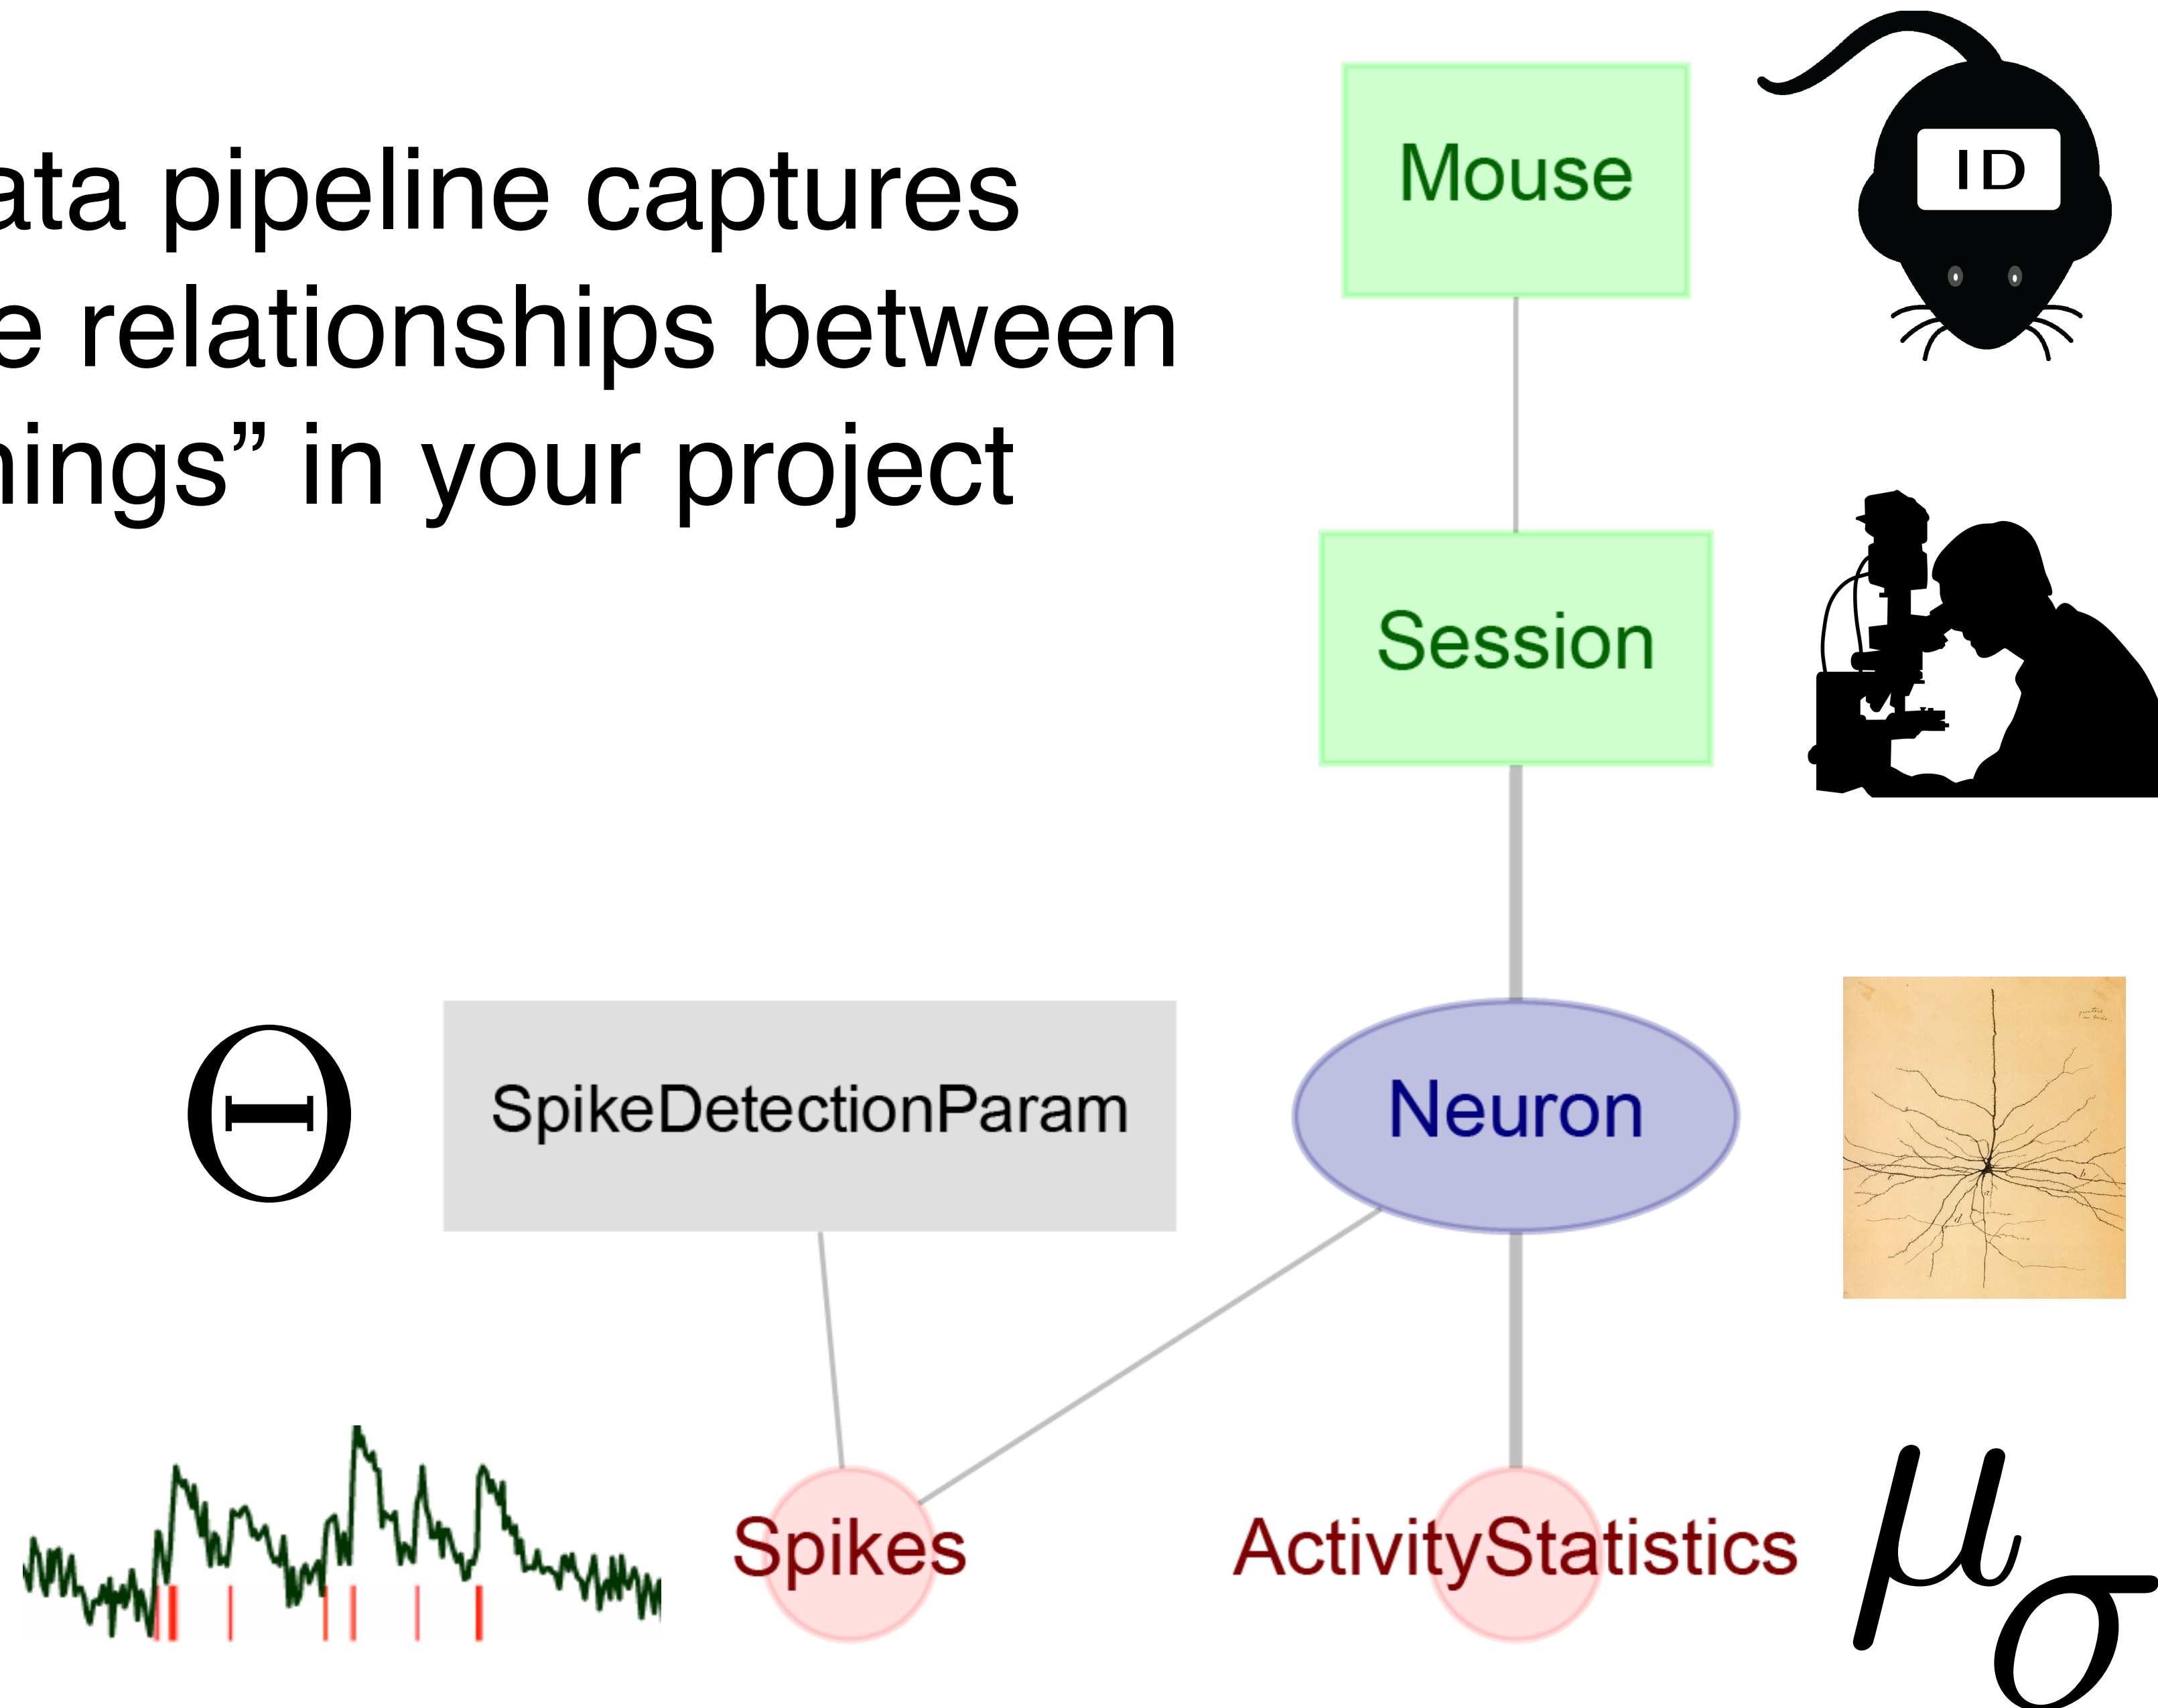 ata pipeline captures
e relationships between
nings” in your project
Mouse
ID
Session
Θ
SpikeDetectionParam
Neuron
Spikes
ActivityStatistics
μ
σ